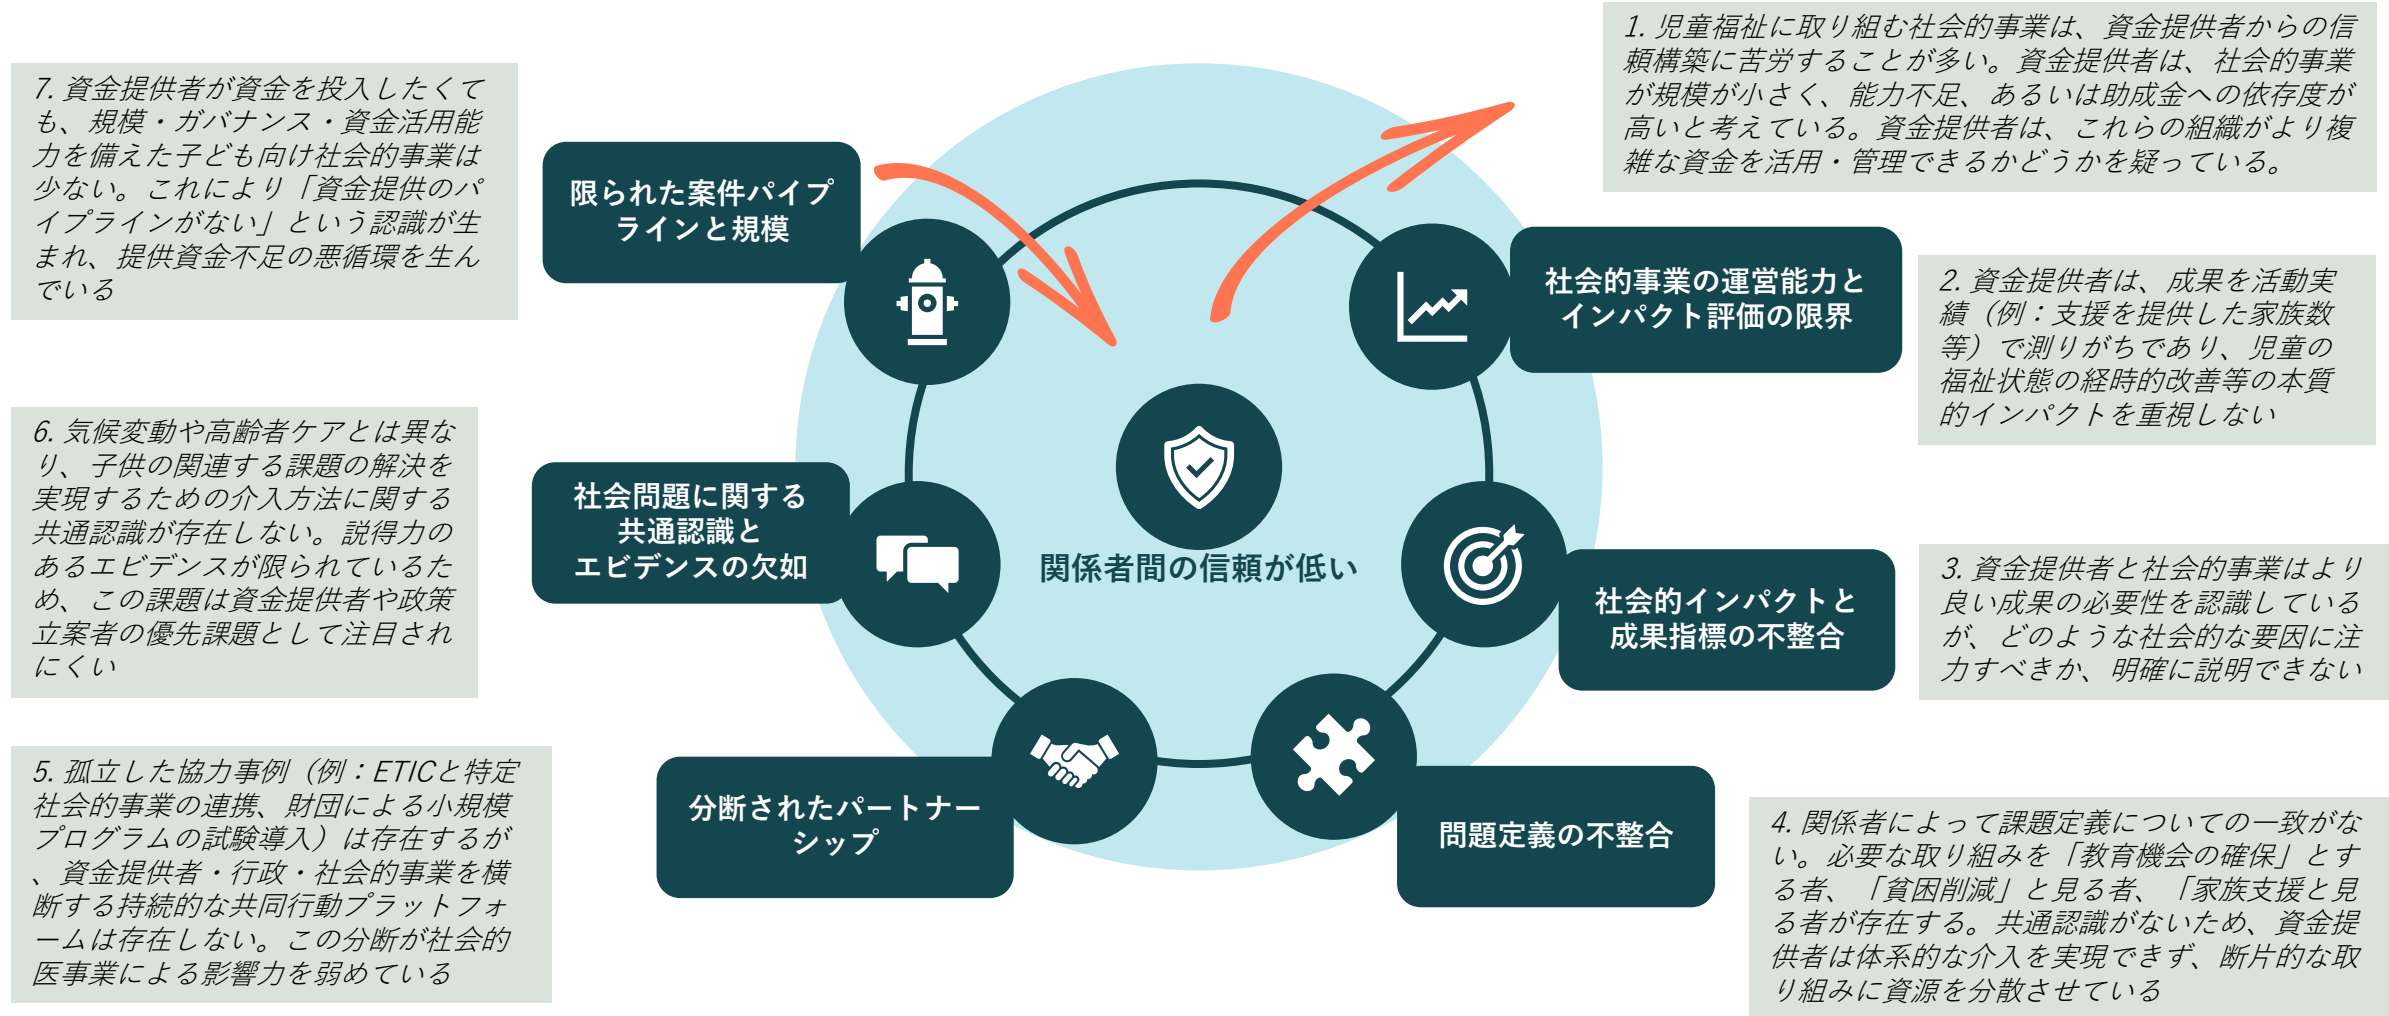 1. 児童福祉に取り組む社会的事業は、資金提供者からの信
頼構築に苦労することが多い。資金提供者は、社会的事業
が規模が小さく、能力不足、あるいは助成金への依存度が
高いと考えている。資金提供者は、これらの組織がより複
雑な資金を活用・管理できるかどうかを疑っている。
7. 資金提供者が資金を投入したくて
も、規模・ガバナンス・資金活用能
力を備えた子ども向け社会的事業は
少ない。これにより「資金提供のパ
イプラインがない」という認識が生
まれ、提供資金不足の悪循環を生ん
でいる
限られた案件パイプ
ラインと規模
社会的事業の運営能力と
インパクト評価の限界
2. 資金提供者は、成果を活動実
績（例：支援を提供した家族数
等）で測りがちであり、児童の
福祉状態の経時的改善等の本質
的インパクトを重視しない
6. 気候変動や高齢者ケアとは異な
り、子供の関連する課題の解決を
実現するための介入方法に関する
共通認識が存在しない。説得力の
あるエビデンスが限られているた
め、この課題は資金提供者や政策
立案者の優先課題として注目され
にくい
社会問題に関する
共通認識と
エビデンスの欠如
関係者間の信頼が低い
社会的インパクトと
成果指標の不整合
3. 資金提供者と社会的事業はより
良い成果の必要性を認識している
が、どのような社会的な要因に注
力すべきか、明確に説明できない
5. 孤立した協力事例（例：ETICと特定
社会的事業の連携、財団による小規模
プログラムの試験導入）は存在するが
、資金提供者・行政・社会的事業を横
断する持続的な共同行動プラットフォ
ームは存在しない。この分断が社会的
医事業による影響力を弱めている
分断されたパートナー
シップ
問題定義の不整合
4. 関係者によって課題定義についての一致がな
い。必要な取り組みを「教育機会の確保」とす
る者、「貧困削減」と見る者、「家族支援と見
る者が存在する。共通認識がないため、資金提
供者は体系的な介入を実現できず、断片的な取
り組みに資源を分散させている